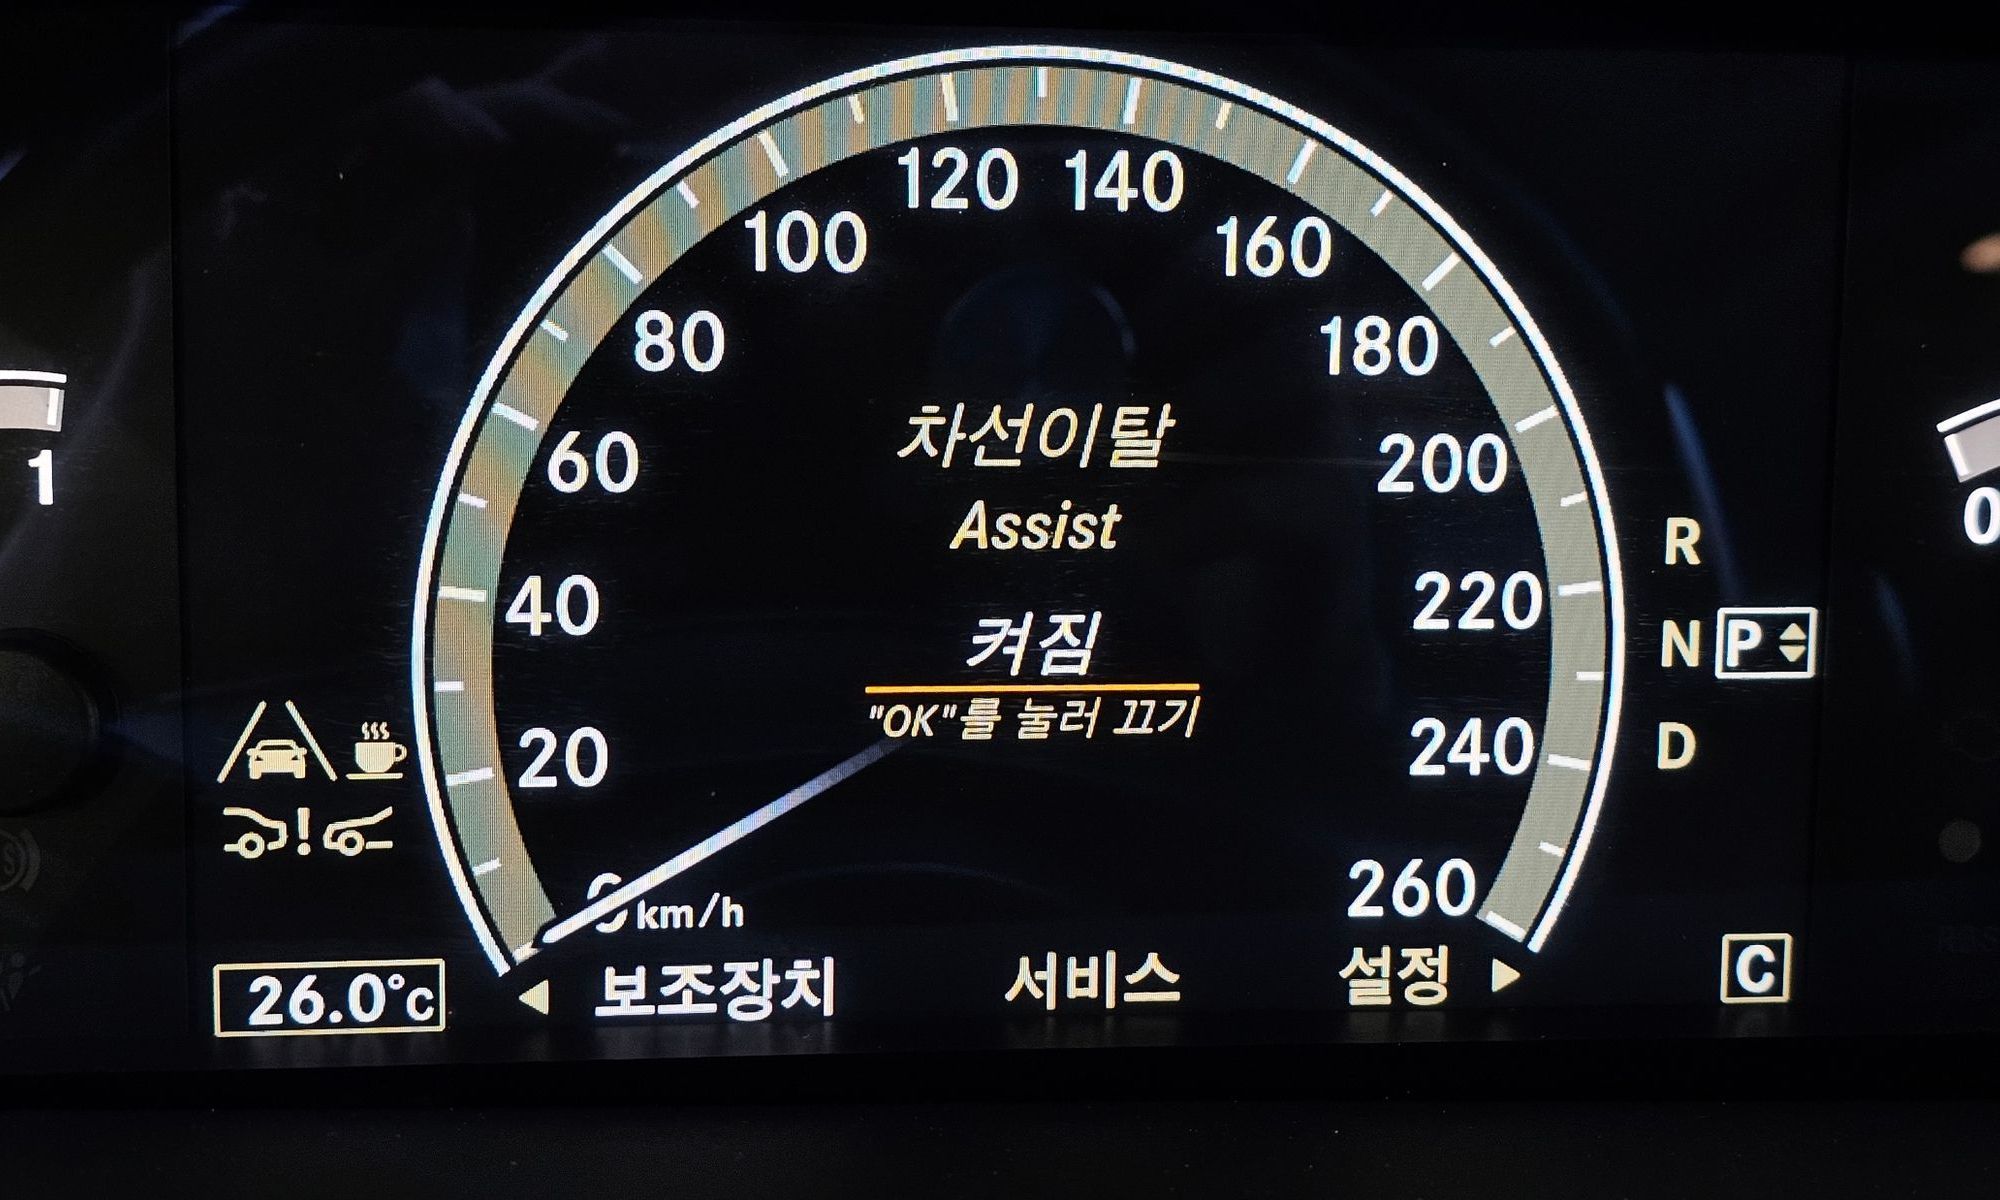 120 140
100 160
80 180
60 200
40 220
20 240
0 km/h 260
1
0
차선이탈
Assist
켜짐
"OK"를 눌러 끄기
R
N P
D
26.0°C
보조장치 서비스 설정
C